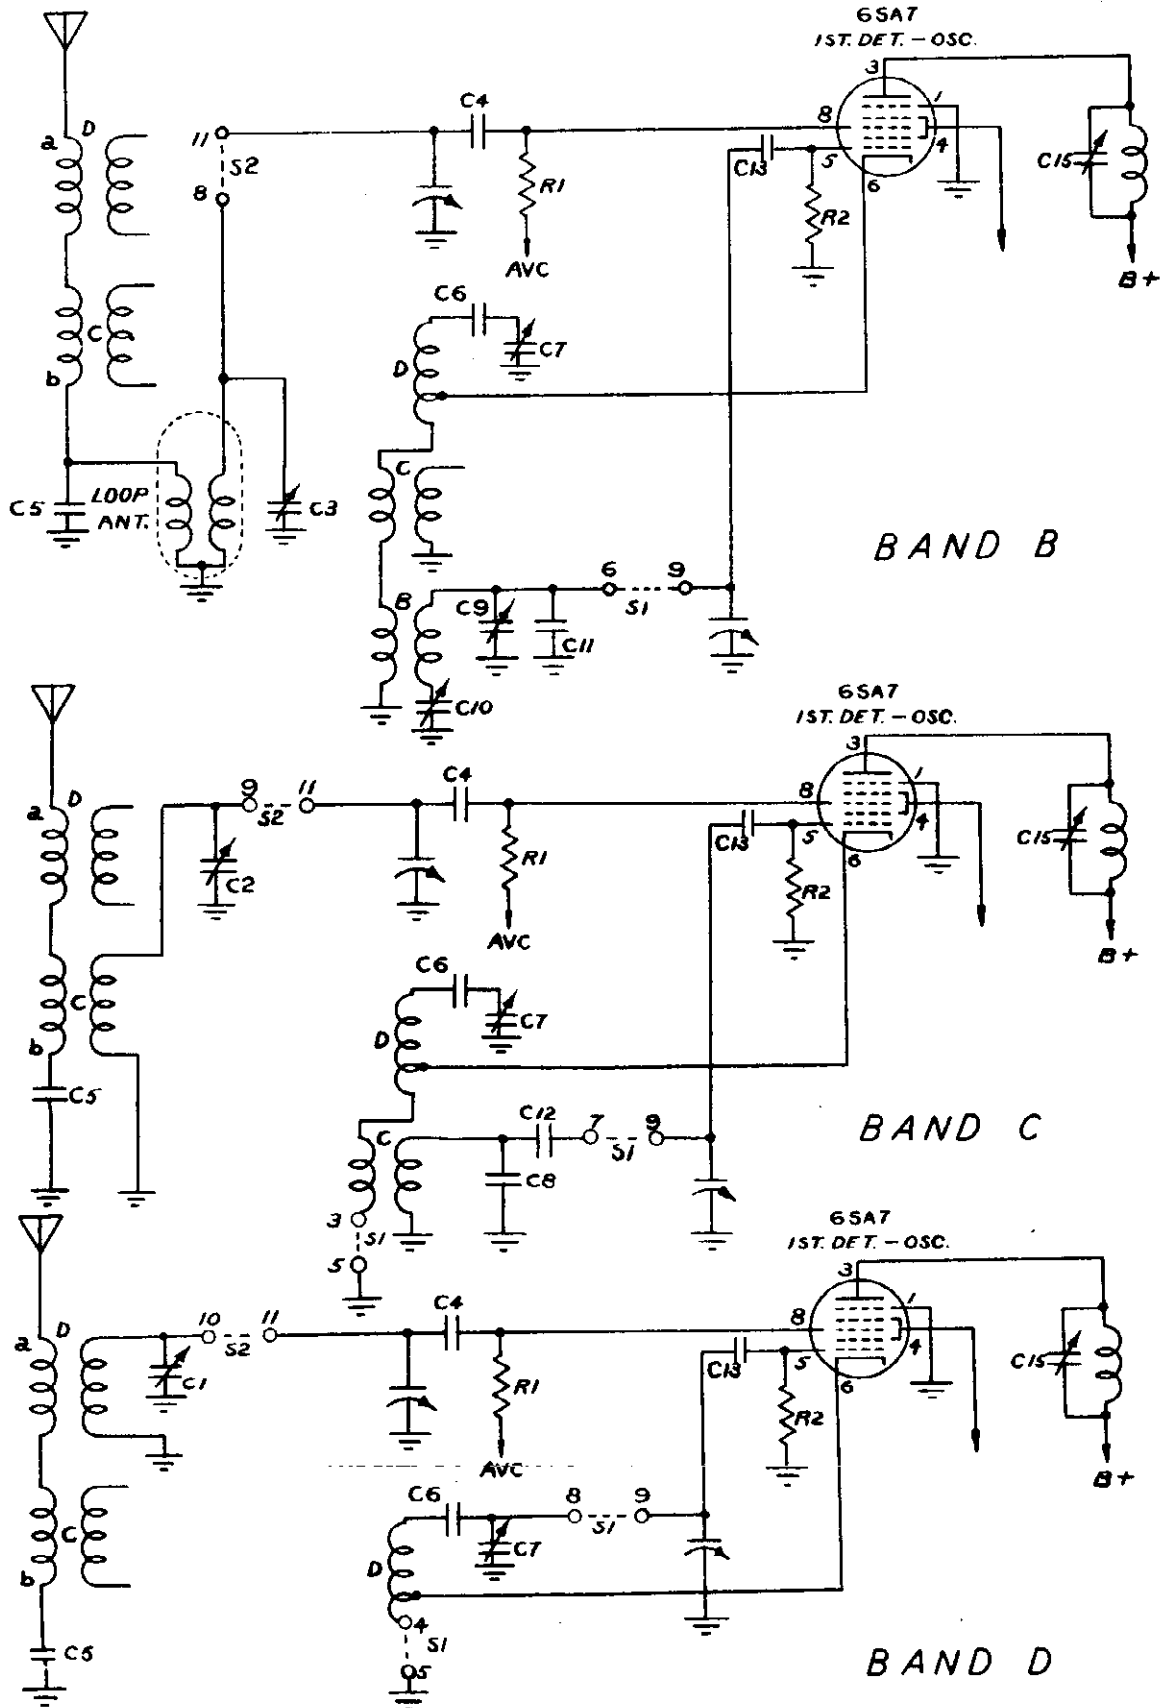 6SA7
1ST. DET. – OSC.
3
C4
1
a D
11
8
4
C15
S2
C13
5
8
R1
6
R2
AVC
B+
C6
C
D
C7
b
C
C5
LOOP
ANT.
C3
BAND B
6
9
B
C9
S1
C11
C10
6SA7
1ST. DET. – OSC.
3
C4
1
9
11
8
a D
S2
4
C13
5
C15
R1
6
C2
R2
AVC
B+
C6
C
C7
D
b
C5
C12
7
9
BAND C
C
S1
C8
3
S1
5
6SA7
1ST. DET. – OSC.
3
C4
1
10
11
8
a D
S2
4
C13
5
C15
C1
R1
6
R2
AVC
B+
C6
8
9
C
S1
C7
D
b
4
S1
C5
5
BAND D